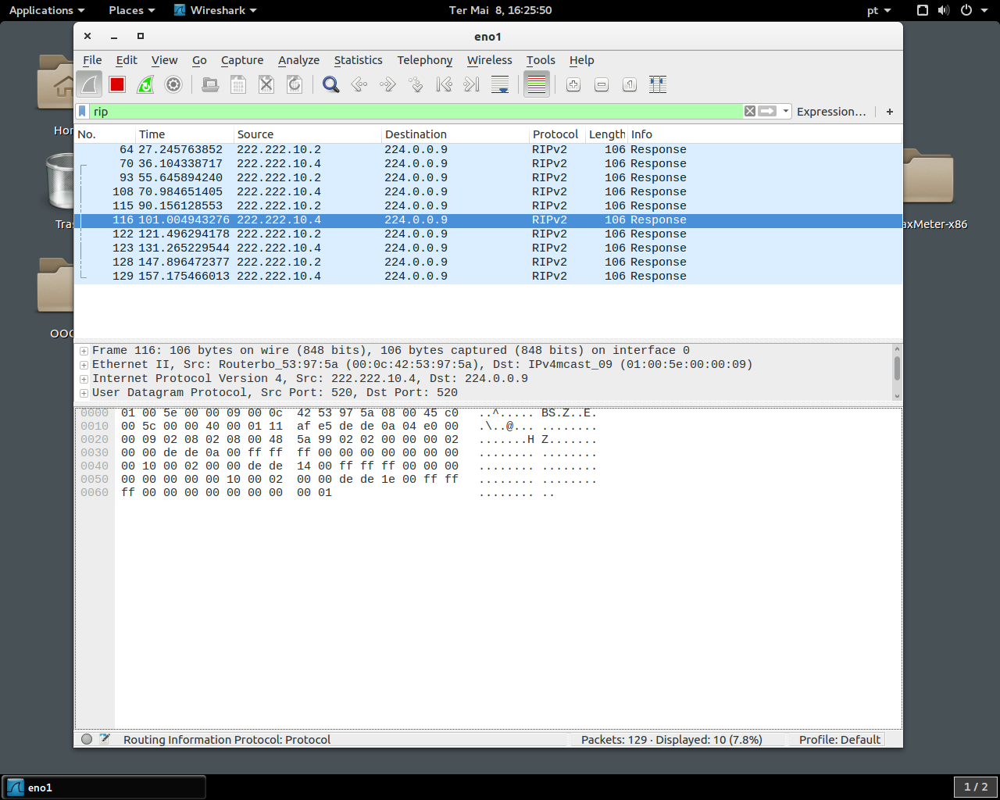 Applications Places Wireshark Ter Mai 8, 16:25:50 pt
eno1
File Edit View Go Capture Analyze Statistics Telephony Wireless Tools Help
rip Expression… +
No. Time Source Destination Protocol Length Info
64 27.245763852 222.222.10.2 224.0.0.9 RIPv2 106 Response
70 36.104338717 222.222.10.4 224.0.0.9 RIPv2 106 Response
93 55.645894240 222.222.10.2 224.0.0.9 RIPv2 106 Response
108 70.984651405 222.222.10.4 224.0.0.9 RIPv2 106 Response
115 90.156128553 222.222.10.2 224.0.0.9 RIPv2 106 Response
116 101.004943276 222.222.10.4 224.0.0.9 RIPv2 106 Response
122 121.496294178 222.222.10.2 224.0.0.9 RIPv2 106 Response
123 131.265229544 222.222.10.4 224.0.0.9 RIPv2 106 Response
128 147.896472377 222.222.10.2 224.0.0.9 RIPv2 106 Response
129 157.175466013 222.222.10.4 224.0.0.9 RIPv2 106 Response
Frame 116: 106 bytes on wire (848 bits), 106 bytes captured (848 bits) on interface 0
Ethernet II, Src: Routerbo_53:97:5a (00:0c:42:53:97:5a), Dst: IPv4mcast_09 (01:00:5e:00:00:09)
Internet Protocol Version 4, Src: 222.222.10.4, Dst: 224.0.0.9
User Datagram Protocol, Src Port: 520, Dst Port: 520
0000 01 00 5e 00 00 09 00 0c 42 53 97 5a 08 00 45 c0 ..^..... BS.Z..E.
0010 00 5c 00 00 40 00 01 11 af e5 de de 0a 04 e0 00 .\..@... ........
0020 00 09 02 08 02 08 00 48 5a 99 02 02 00 00 00 02 .......H Z.......
0030 00 00 de de 0a 00 ff ff ff 00 00 00 00 00 00 00 ........ ........
0040 00 10 00 02 00 00 de de 14 00 ff ff ff 00 00 00 ........ ........
0050 00 00 00 00 00 10 00 02 00 00 de de 1e 00 ff ff ........ ........
0060 ff 00 00 00 00 00 00 00 00 01 ........ ..
Routing Information Protocol: Protocol Packets: 129 · Displayed: 10 (7.8%) Profile: Default
Hor
Tra
OOO
axMeter-x86
eno1 1 / 2